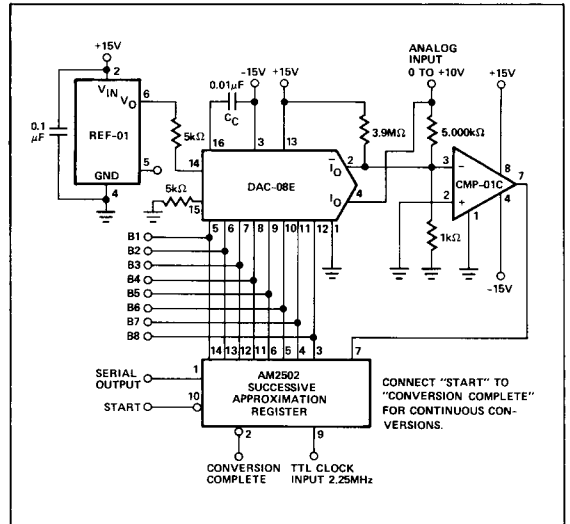 +15V
2
V_IN
V_O
6
REF-01
5
GND
4
0.1
μF
5kΩ
5kΩ
14
15
0.01μF
C_C
-15V
+15V
16
3
13
DAC-08E
I̅_O
2
I_O
4
5 6 7 8 9 10 11 12 1
3.9MΩ
ANALOG
INPUT
0 TO +10V
5.000kΩ
1kΩ
+15V
3
2
-
+
CMP-01C
8
7
4
1
-15V
B1
B2
B3
B4
B5
B6
B7
B8
14 13 12 11 6 5 4 3
7
SERIAL
OUTPUT
1
START
10
AM2502
SUCCESSIVE
APPROXIMATION
REGISTER
2
9
CONVERSION
COMPLETE
TTL CLOCK
INPUT 2.25MHz
CONNECT "START" TO
"CONVERSION COMPLETE"
FOR CONTINUOUS CON-
VERSIONS.